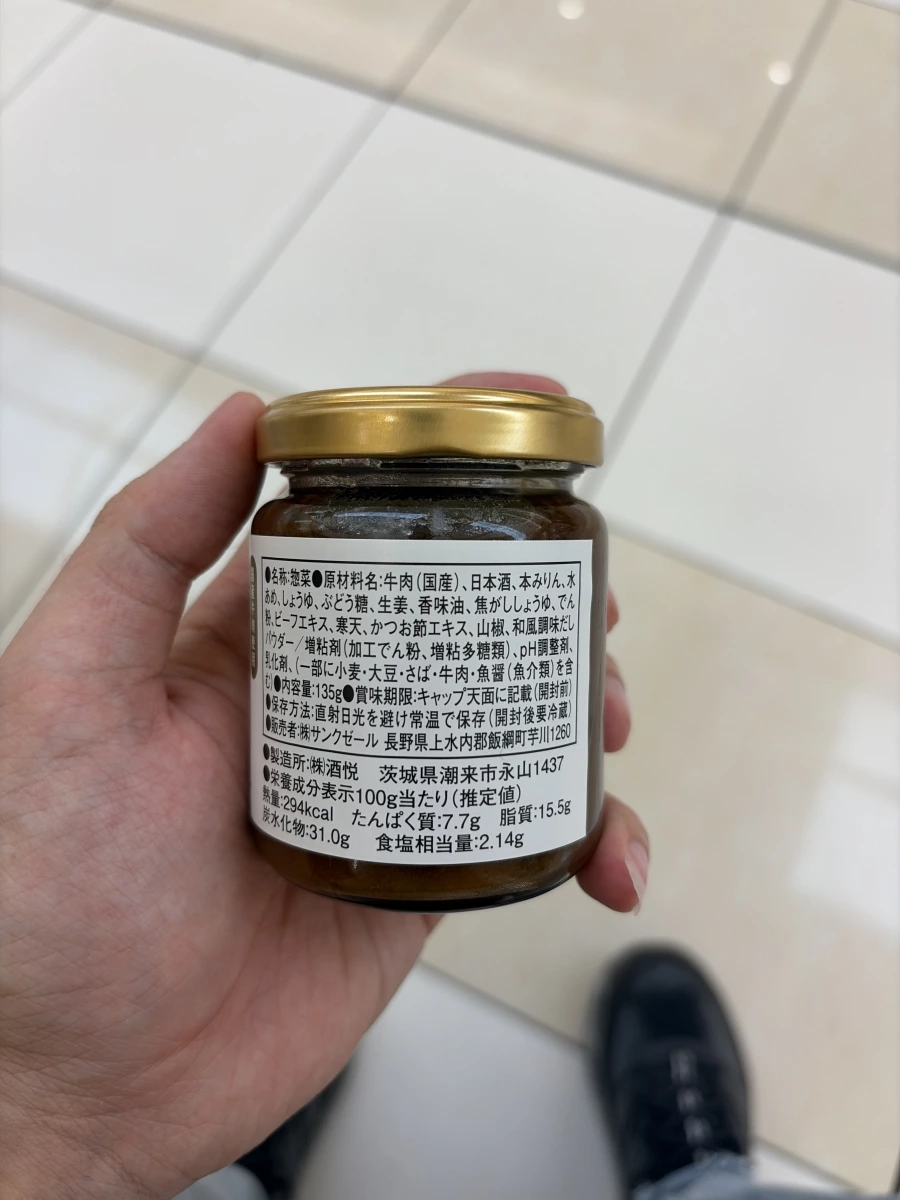 ●名称:惣菜●原材料名:牛肉(国産)、日本酒、本みりん、水
あめ、しょうゆ、ぶどう糖、生姜、香味油、焦がししょうゆ、でん
粉、ビーフエキス、寒天、かつお節エキス、山椒、和風調味だし
パウダー/増粘剤(加工でん粉、増粘多糖類)、pH調整剤、
乳化剤、(一部に小麦・大豆・さば・牛肉・魚醤(魚介類)を含
む)●内容量:135g●賞味期限:キャップ天面に記載(開封前)
●保存方法:直射日光を避け常温で保存(開封後要冷蔵)
●販売者:㈱サンクゼール 長野県上水内郡飯綱町芋川1260
●製造所:㈱酒悦 茨城県潮来市永山1437
●栄養成分表示100g当たり(推定値)
熱量:294kcal たんぱく質:7.7g 脂質:15.5g
炭水化物:31.0g 食塩相当量:2.14g